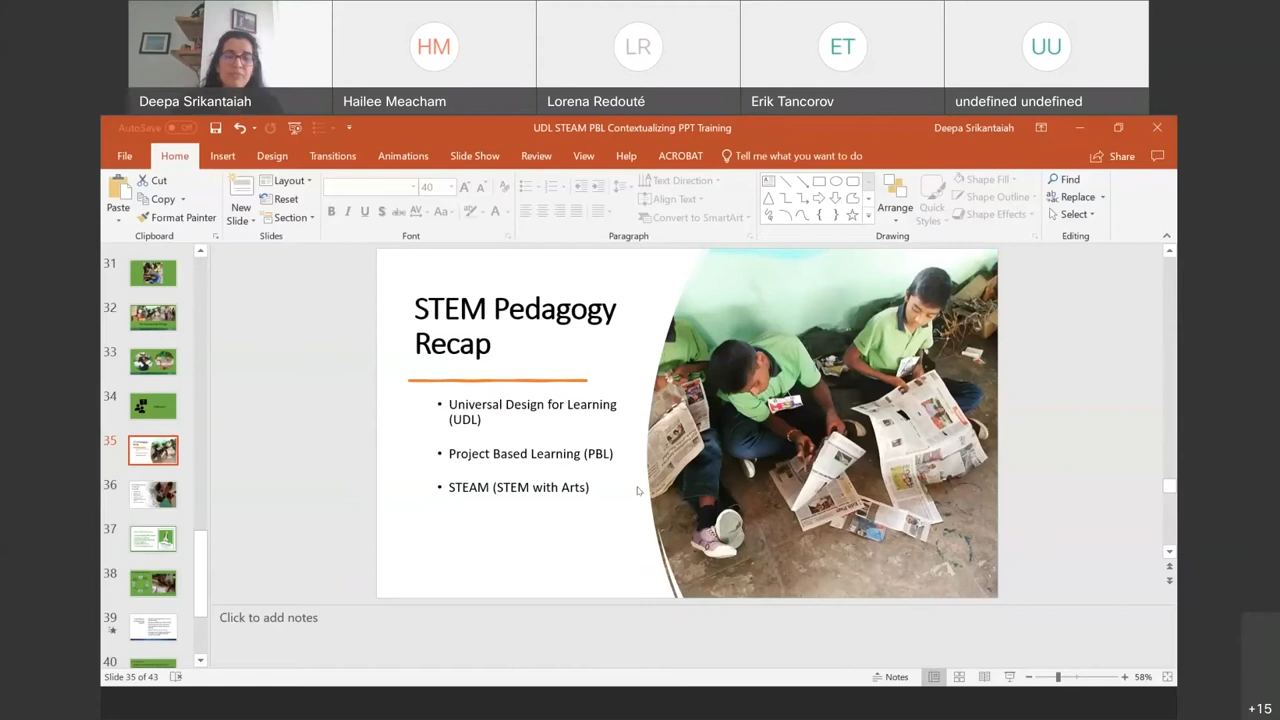 HM
LR
ET
UU
Deepa Srikantaiah
Hailee Meacham
Lorena Redouté
Erik Tancorov
undefined undefined
AutoSave Off
UDL STEAM PBL Contextualizing PPT Training
Deepa Srikantaiah
File Home Insert Design Transitions Animations Slide Show Review View Help ACROBAT Tell me what you want to do Share
Paste
Cut
Copy
Format Painter
Clipboard
New Slide
Layout
Reset
Section
Slides
40
Font
Text Direction
Align Text
Convert to SmartArt
Paragraph
Arrange
Quick Styles
Shape Fill
Shape Outline
Shape Effects
Drawing
Find
Replace
Select
Editing
31
32
33
34
35
36
37
38
39
40
STEM Pedagogy
Recap
• Universal Design for Learning
(UDL)
• Project Based Learning (PBL)
• STEAM (STEM with Arts)
Click to add notes
Slide 35 of 43
Notes
58%
+15